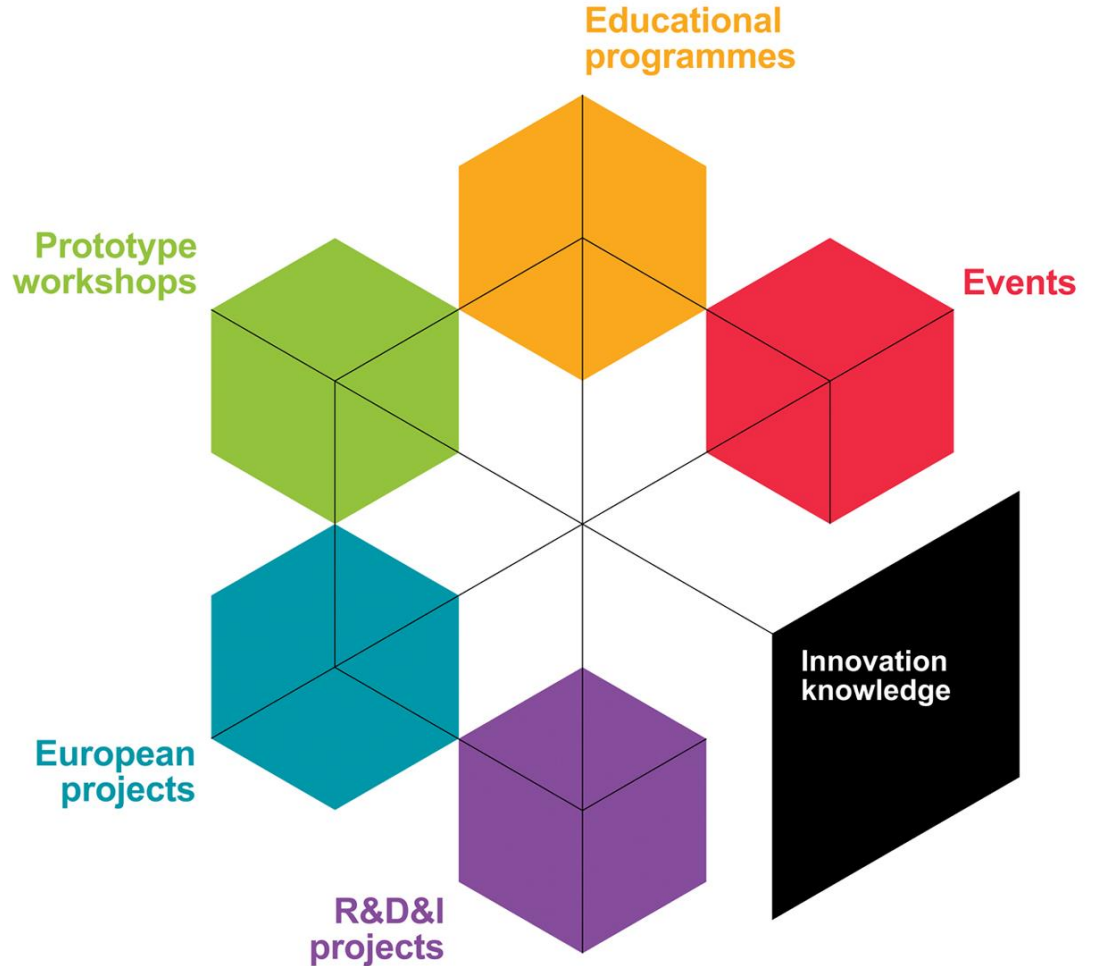 Educational
programmes
Prototype
workshops
Events
Innovation
knowledge
European
projects
R&D&I
projects